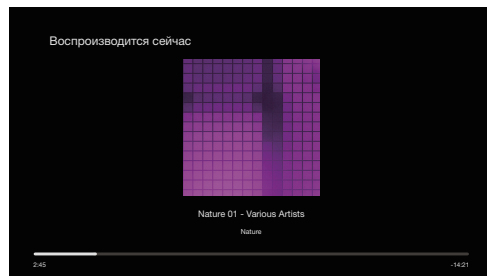 Воспроизводится сейчас
Nature 01 - Various Artists
Nature
2:45
-14:21